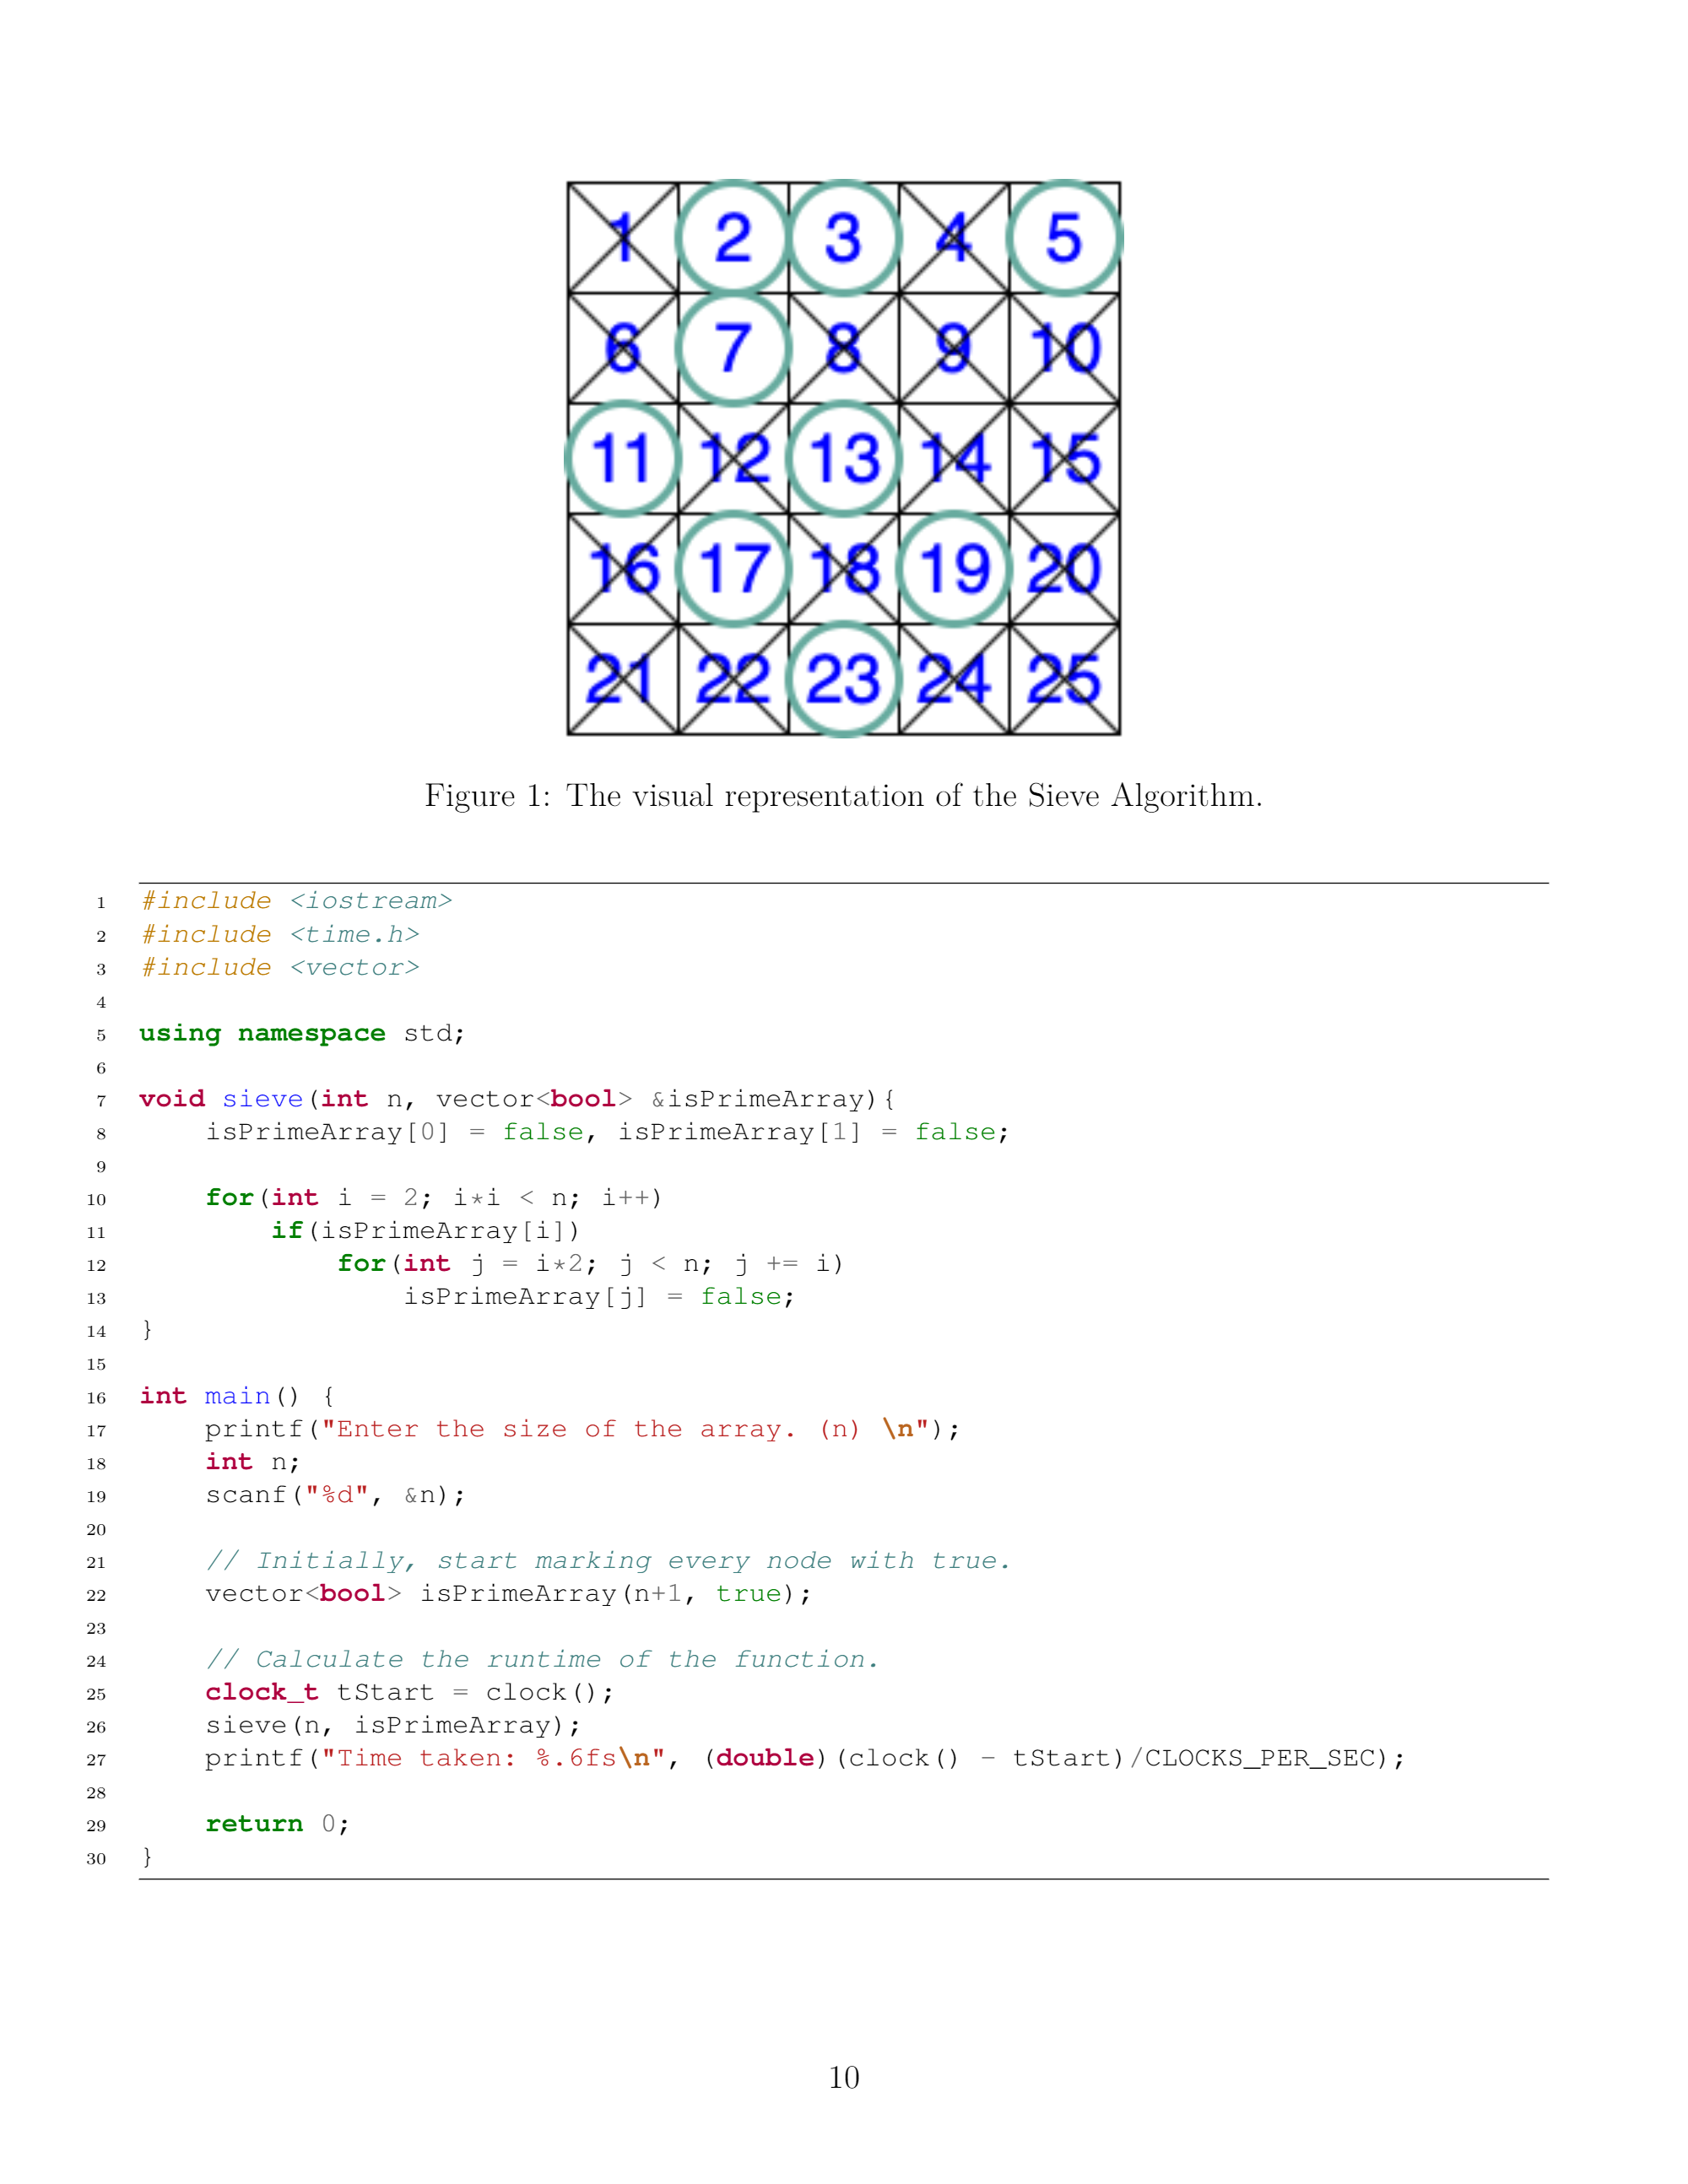 1 2 3 4 5
6 7 8 9 10
11 12 13 14 15
16 17 18 19 20
21 22 23 24 25
Figure 1: The visual representation of the Sieve Algorithm.
1 #include <iostream>
2 #include <time.h>
3 #include <vector>
4
5 using namespace std;
6
7 void sieve(int n, vector<bool> &isPrimeArray){
8     isPrimeArray[0] = false, isPrimeArray[1] = false;
9
10     for(int i = 2; i*i < n; i++)
11         if(isPrimeArray[i])
12             for(int j = i*2; j < n; j += i)
13                 isPrimeArray[j] = false;
14 }
15
16 int main() {
17     printf("Enter the size of the array. (n) \n");
18     int n;
19     scanf("%d", &n);
20
21     // Initially, start marking every node with true.
22     vector<bool> isPrimeArray(n+1, true);
23
24     // Calculate the runtime of the function.
25     clock_t tStart = clock();
26     sieve(n, isPrimeArray);
27     printf("Time taken: %.6fs\n", (double)(clock() - tStart)/CLOCKS_PER_SEC);
28
29     return 0;
30 }
10